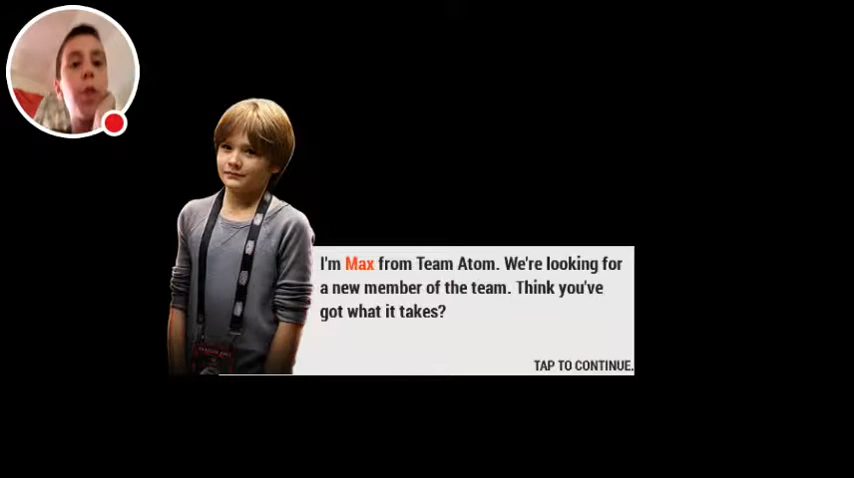 I'm Max from Team Atom. We're looking for
a new member of the team. Think you've
got what it takes?
TAP TO CONTINUE.